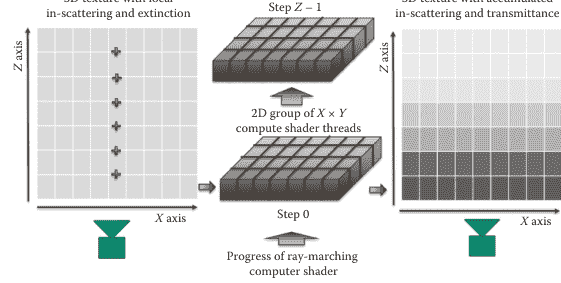 3D texture with local
in-scattering and extinction
Z axis
X axis
Step Z – 1
2D group of X × Y
compute shader threads
Step 0
Progress of ray-marching
computer shader
3D texture with accumulated
in-scattering and transmittance
Z axis
X axis